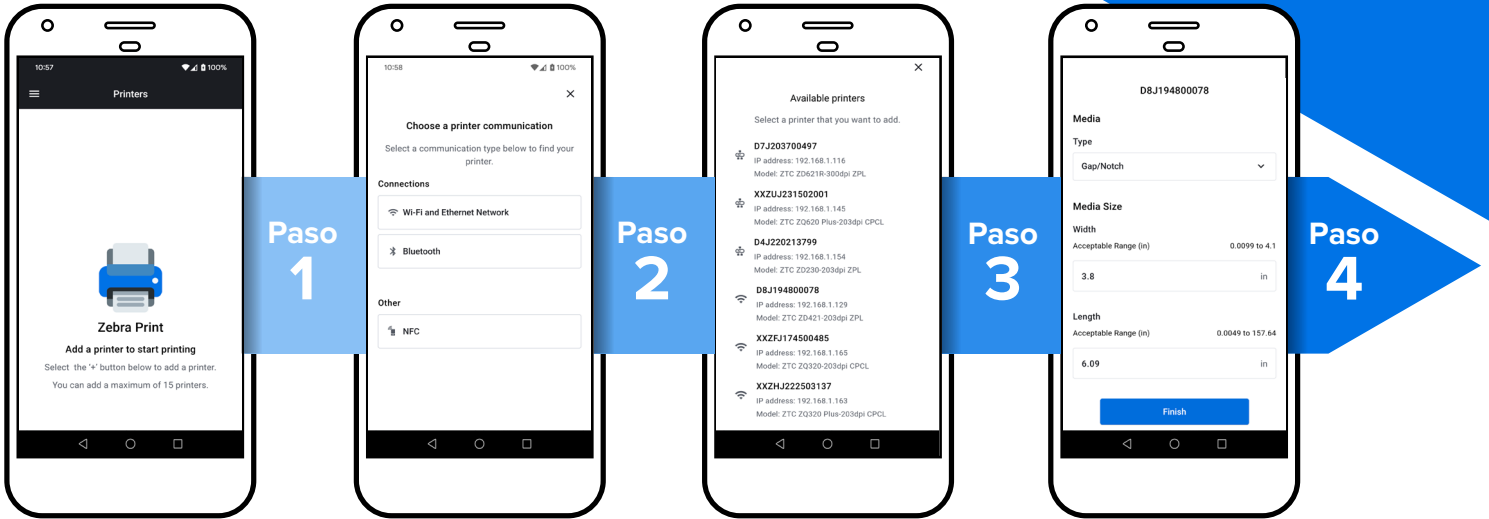 10:57
100%
Printers
Zebra Print
Add a printer to start printing
Select the '+' button below to add a printer.
You can add a maximum of 15 printers.
Paso
1
10:58
100%
Choose a printer communication
Select a communication type below to find your
printer.
Connections
Wi-Fi and Ethernet Network
Bluetooth
Other
NFC
Paso
2
Available printers
Select a printer that you want to add.
D7J203700497
IP address: 192.168.1.116
Model: ZTC ZD621R-300dpi ZPL
XXZUJ231502001
IP address: 192.168.1.145
Model: ZTC ZQ620 Plus-203dpi CPCL
D4J220213799
IP address: 192.168.1.154
Model: ZTC ZD230-203dpi ZPL
D8J194800078
IP address: 192.168.1.129
Model: ZTC ZD421-203dpi ZPL
XXZFJ174500485
IP address: 192.168.1.165
Model: ZTC ZQ320-203dpi CPCL
XXZHJ222503137
IP address: 192.168.1.163
Model: ZTC ZQ320 Plus-203dpi CPCL
Paso
3
D8J194800078
Media
Type
Gap/Notch
Media Size
Width
Acceptable Range (in) 0.0099 to 4.1
3.8 in
Length
Acceptable Range (in) 0.0049 to 157.64
6.09 in
Finish
Paso
4